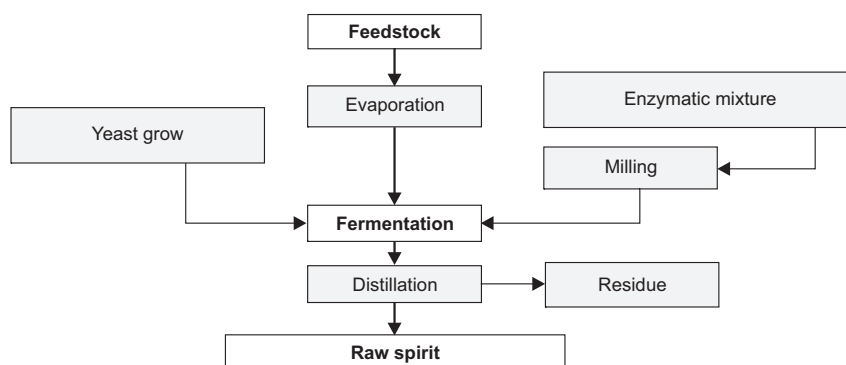 Feedstock
Evaporation
Enzymatic mixture
Yeast grow
Milling
Fermentation
Distillation
Residue
Raw spirit